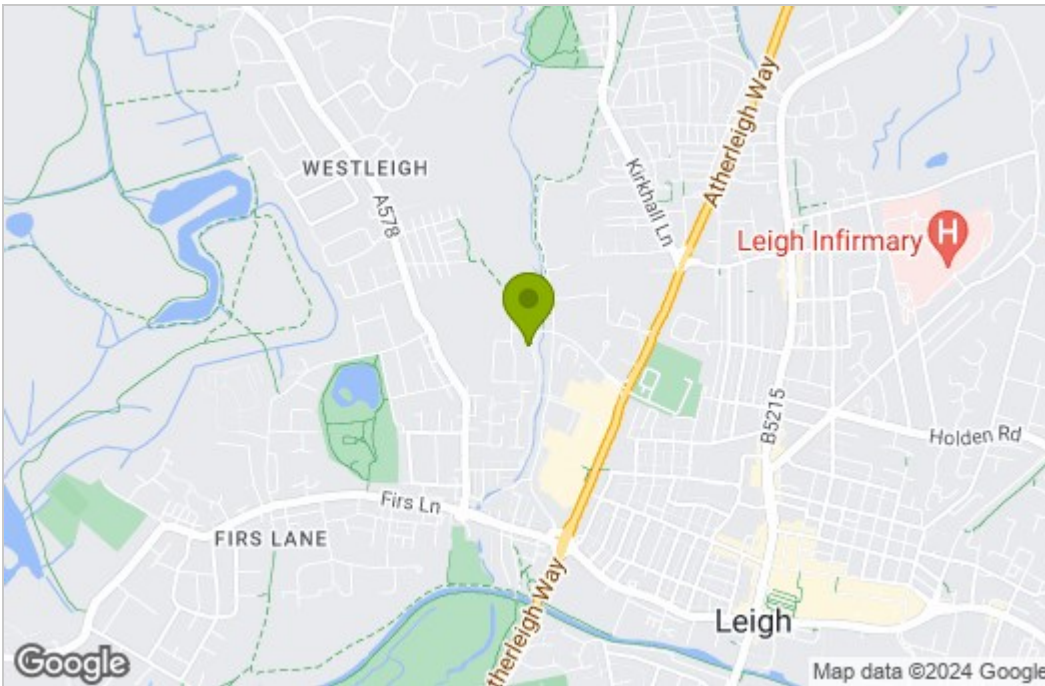 Atherleigh Way
WESTLEIGH
Kirkhall Ln
A578
Leigh Infirmary
H
B5215
Holden Rd
Firs Ln
FIRS LANE
therleigh Way
Leigh
Google
Map data ©2024 Google